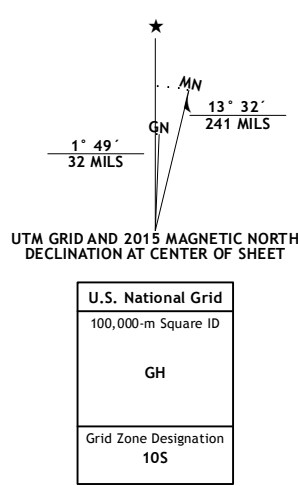 ★
MN
GN
13° 32´
241 MILS
1° 49´
32 MILS
UTM GRID AND 2015 MAGNETIC NORTH
DECLINATION AT CENTER OF SHEET
U.S. National Grid
100,000-m Square ID
GH
Grid Zone Designation
10S